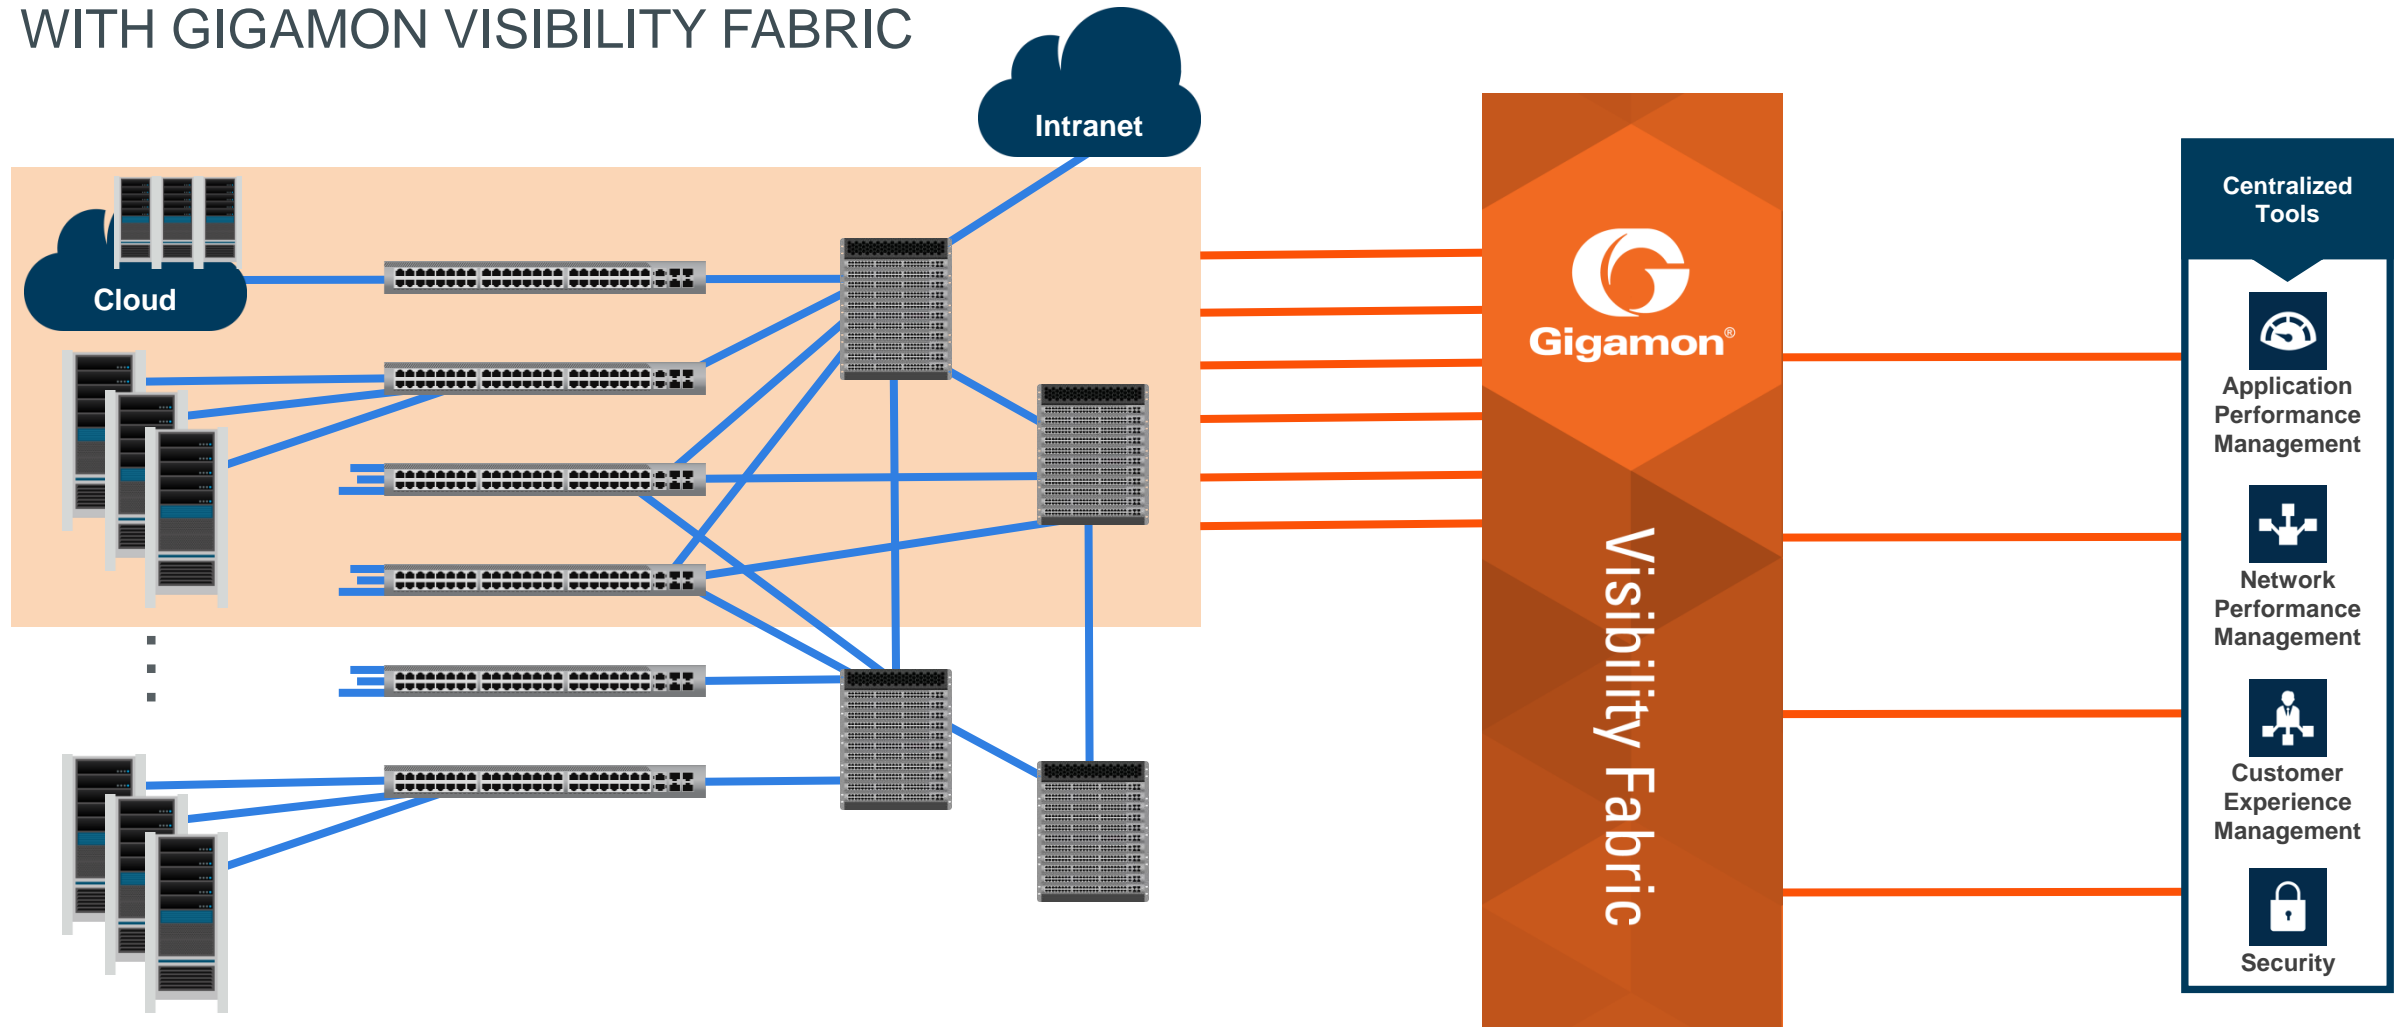 WITH GIGAMON VISIBILITY FABRIC
Intranet
Cloud
Gigamon®
Visibility Fabric
Centralized
Tools
Application
Performance
Management
Network
Performance
Management
Customer
Experience
Management
Security